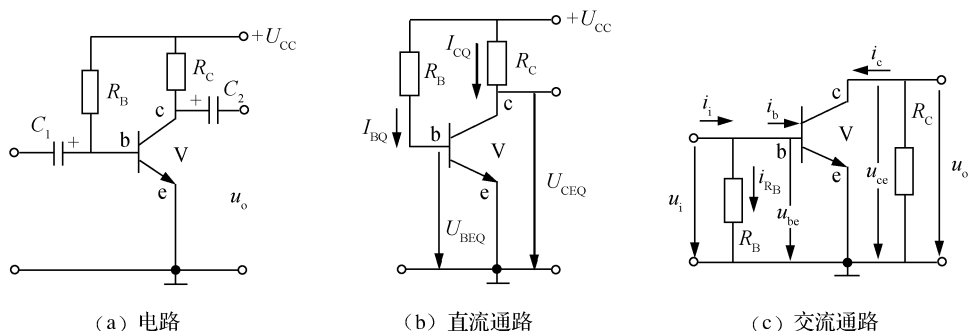 +U_CC
R_B
R_C
+
C_2
c
C_1
+
b
V
e
u_o
(a) 电路
+U_CC
I_CQ
R_B
R_C
c
I_BQ
b
V
e
U_CEQ
U_BEQ
(b) 直流通路
i_c
c
R_C
i_i
i_b
V
b
e
u_o
u_ce
i_RB
u_i
u_be
R_B
(c) 交流通路